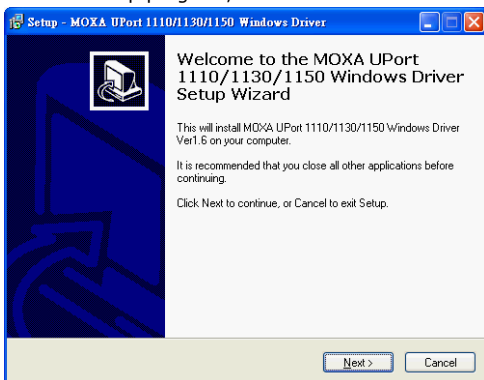 Setup - MOXA UPort 1110/1130/1150 Windows Driver
Welcome to the MOXA UPort
1110/1130/1150 Windows Driver
Setup Wizard
This will install MOXA UPort 1110/1130/1150 Windows Driver
Ver1.6 on your computer.
It is recommended that you close all other applications before
continuing.
Click Next to continue, or Cancel to exit Setup.
Next >
Cancel